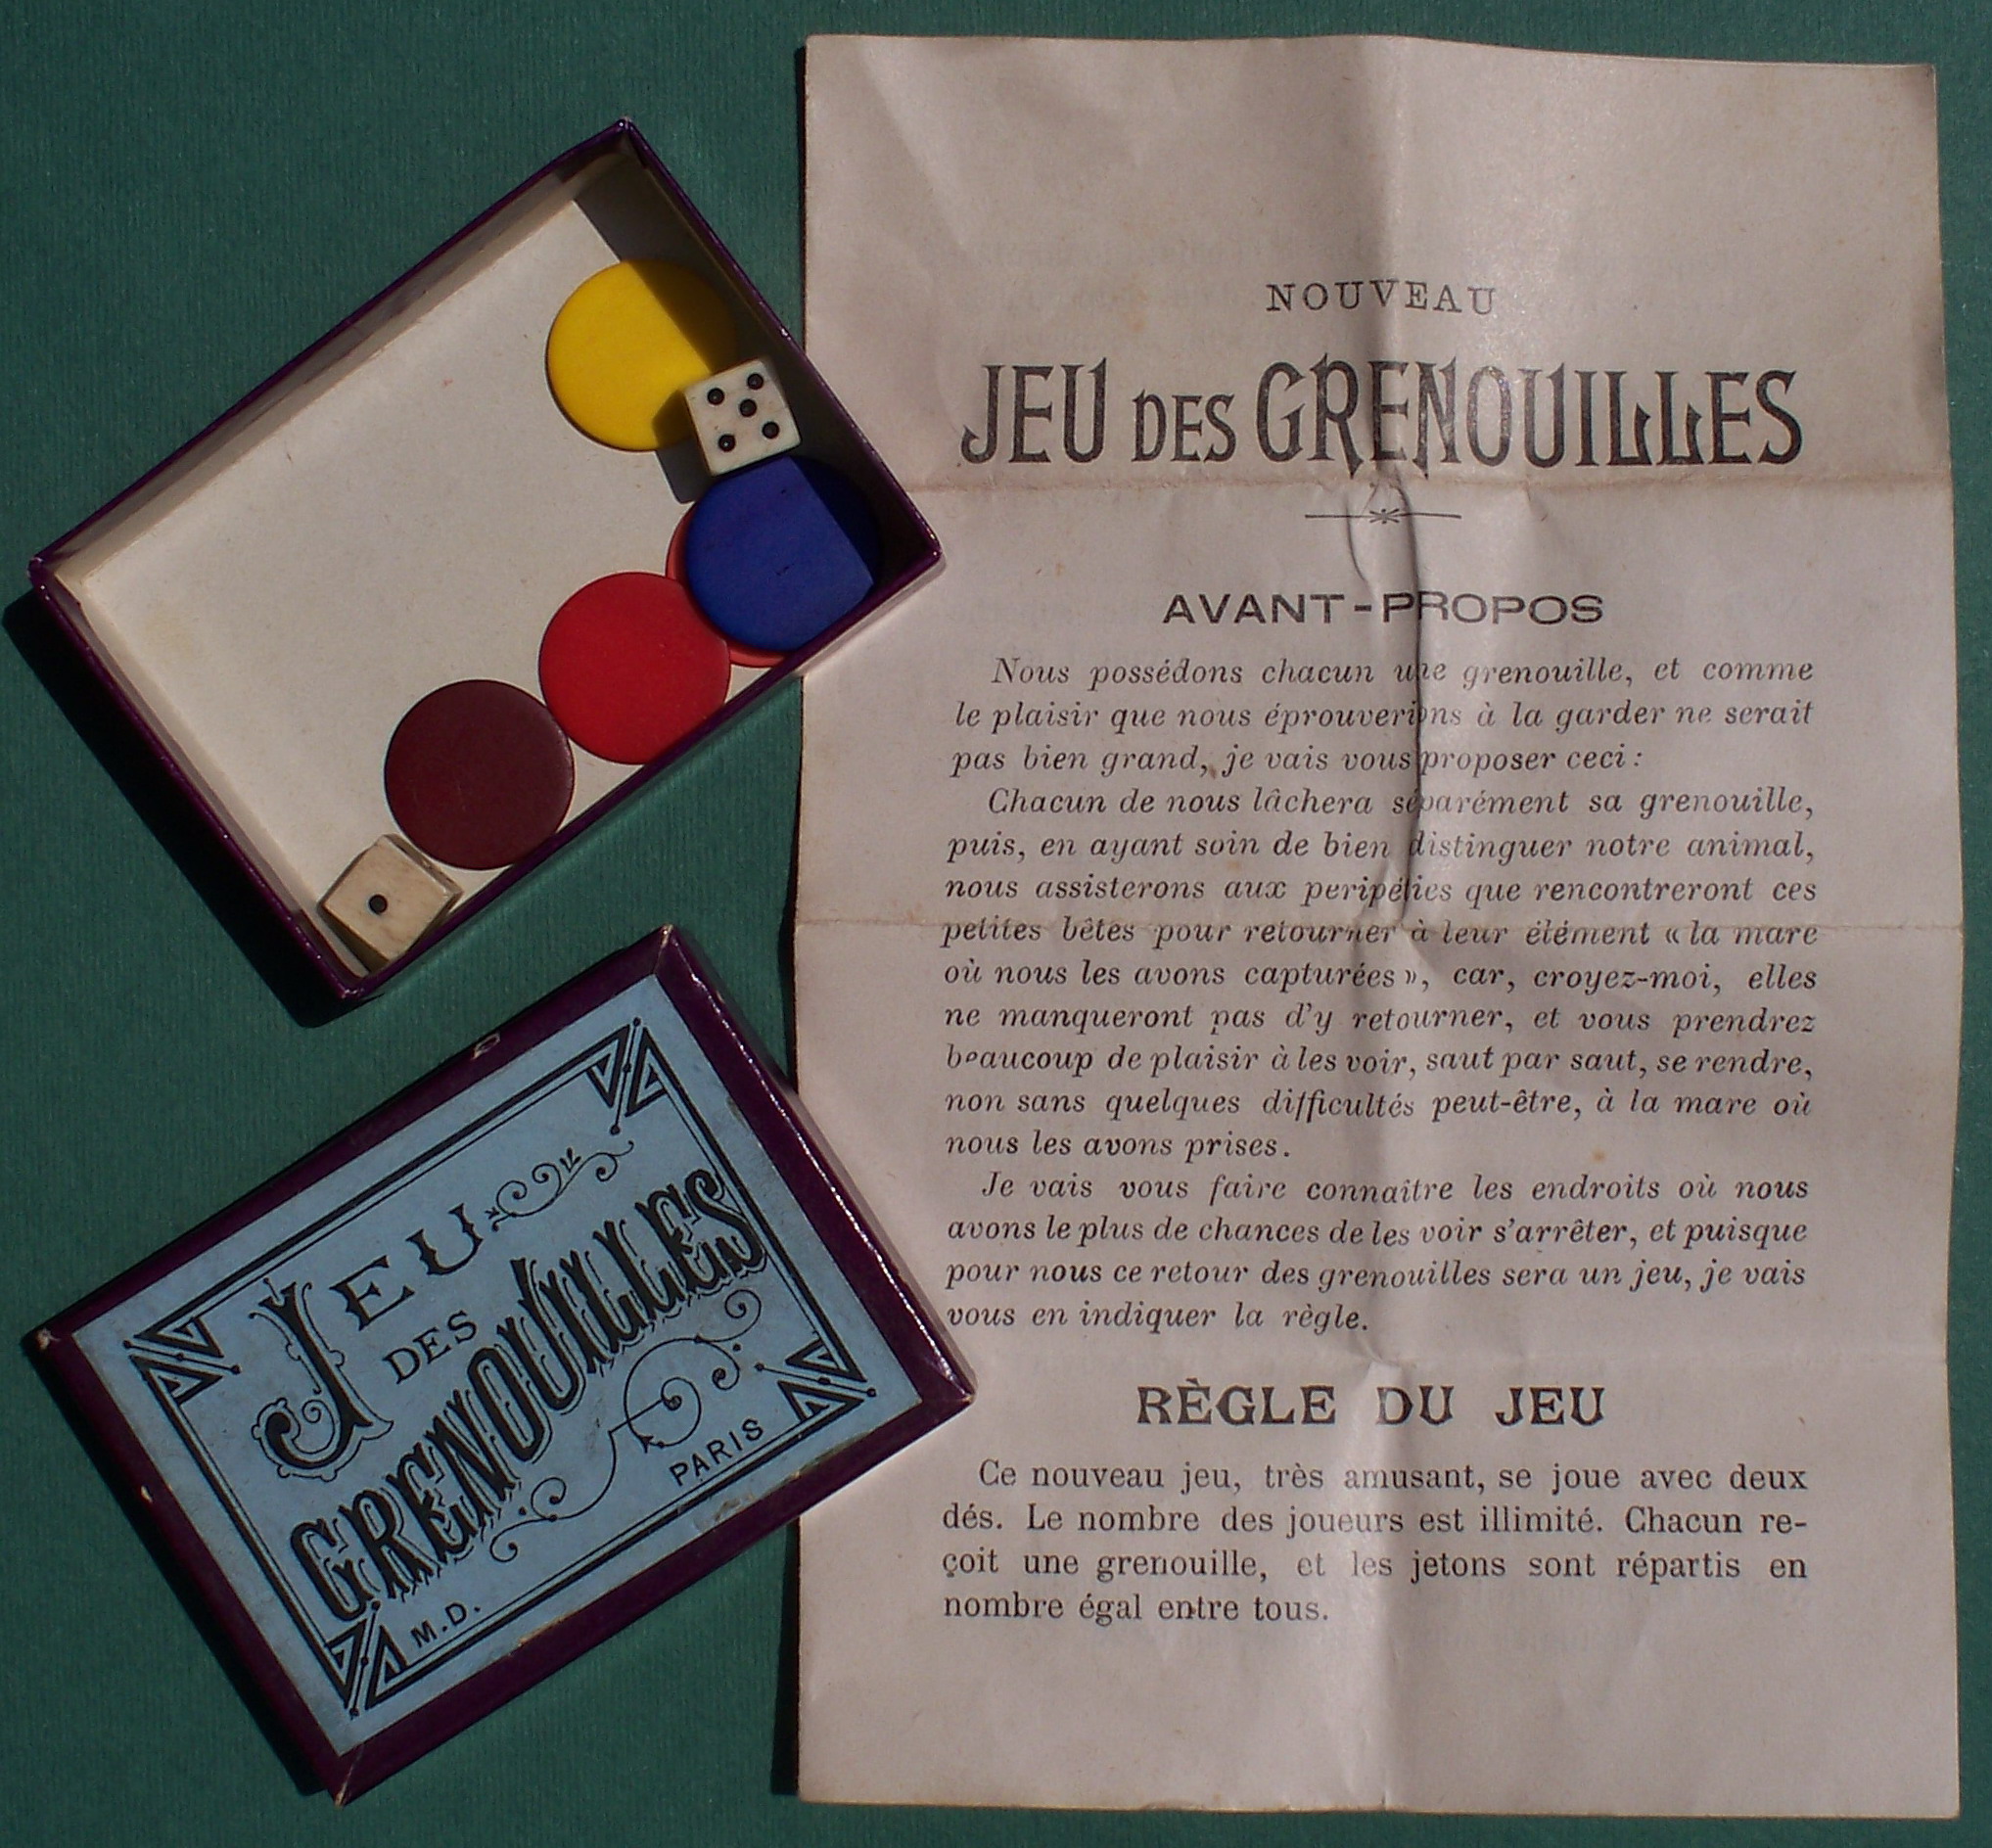 NOUVEAU
JEU DES GRENOUILLES
AVANT-PROPOS
Nous possédons chacun une grenouille, et comme
le plaisir que nous éprouverions à la garder ne serait
pas bien grand, je vais vous proposer ceci :
Chacun de nous lâchera séparément sa grenouille,
puis, en ayant soin de bien distinguer notre animal,
nous assisterons aux peripéties que rencontreront ces
petites bêtes pour retourner à leur élément « la mare
où nous les avons capturées », car, croyez-moi, elles
ne manqueront pas d'y retourner, et vous prendrez
beaucoup de plaisir à les voir, saut par saut, se rendre,
non sans quelques difficultés peut-être, à la mare où
nous les avons prises.
Je vais vous faire connaître les endroits où nous
avons le plus de chances de les voir s'arrêter, et puisque
pour nous ce retour des grenouilles sera un jeu, je vais
vous en indiquer la règle.
RÈGLE DU JEU
Ce nouveau jeu, très amusant, se joue avec deux
dés. Le nombre des joueurs est illimité. Chacun re-
çoit une grenouille, et les jetons sont répartis en
nombre égal entre tous.
JEU
DES
GRENOUILLES
M.D. PARIS